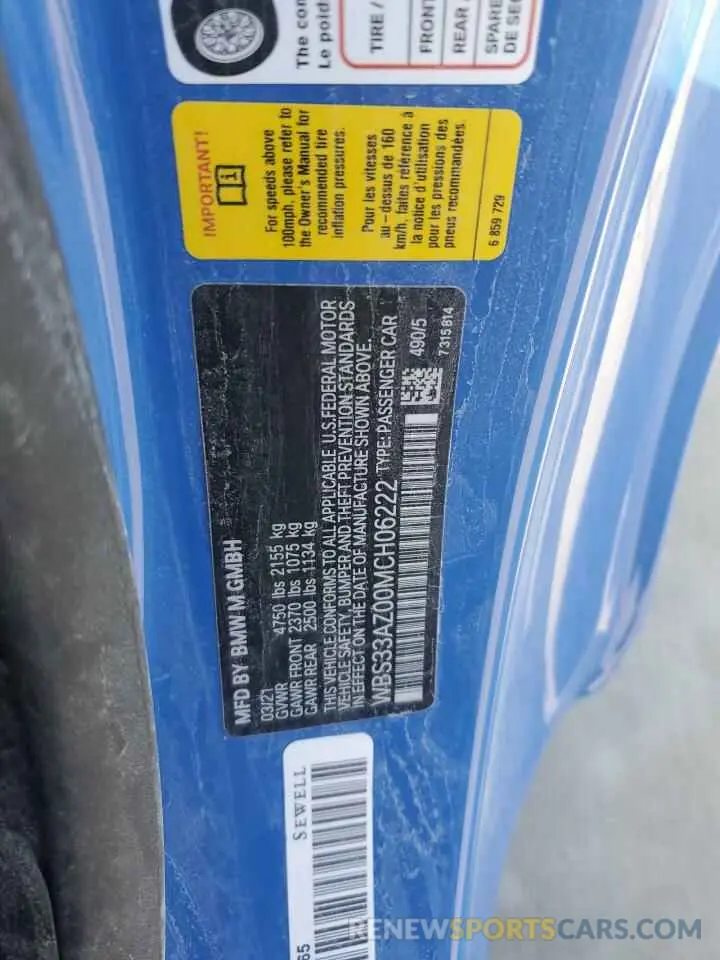 The con
Le poid
TIRE /
FRONT
REAR
SPARE
DE SE
IMPORTANT!
For speeds above
100mph, please refer to
the Owner's Manual for
recommended tire
inflation pressures.
Pour les vitesses
au-dessus de 160
km/h, faites référence à
la notice d'utilisation
pour les pressions des
pneus recommandées.
6 859 729
MFD BY BMW M GMBH
03/21
GVWR 4750 lbs 2155 kg
GAWR FRONT 2370 lbs 1075 kg
GAWR REAR 2500 lbs 1134 kg
THIS VEHICLE CONFORMS TO ALL APPLICABLE U.S.FEDERAL MOTOR
VEHICLE SAFETY, BUMPER AND THEFT PREVENTION STANDARDS
IN EFFECT ON THE DATE OF MANUFACTURE SHOWN ABOVE.
WBS33AZ00MCH06222 TYPE:PASSENGER CAR
490/5
7315814
SEWELL
65
RENEWSPORTSCARS.COM